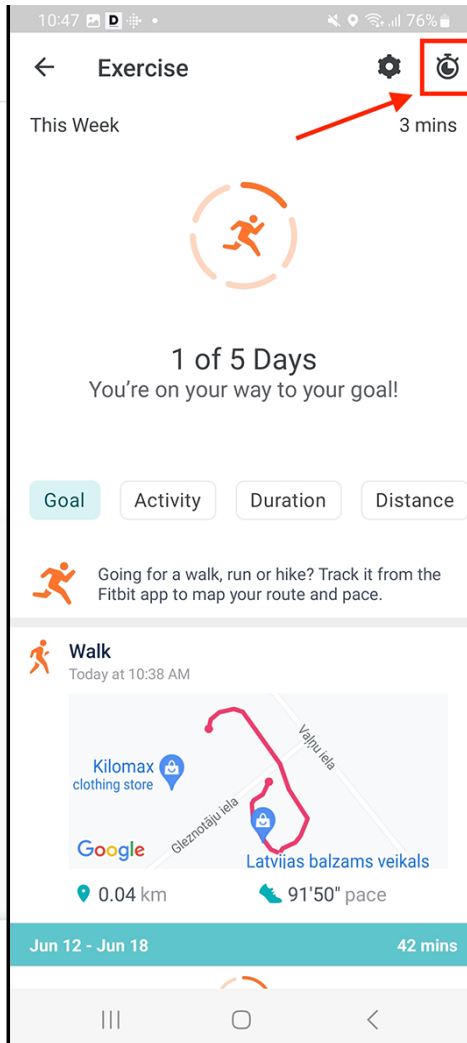 10:47 76%
Exercise
This Week 3 mins
1 of 5 Days
You're on your way to your goal!
Goal Activity Duration Distance
Going for a walk, run or hike? Track it from the
Fitbit app to map your route and pace.
Walk
Today at 10:38 AM
Vaļņu iela
Kilomax
clothing store
Gleznotāju iela
Google
Latvijas balzams veikals
0.04 km 91'50" pace
Jun 12 - Jun 18 42 mins